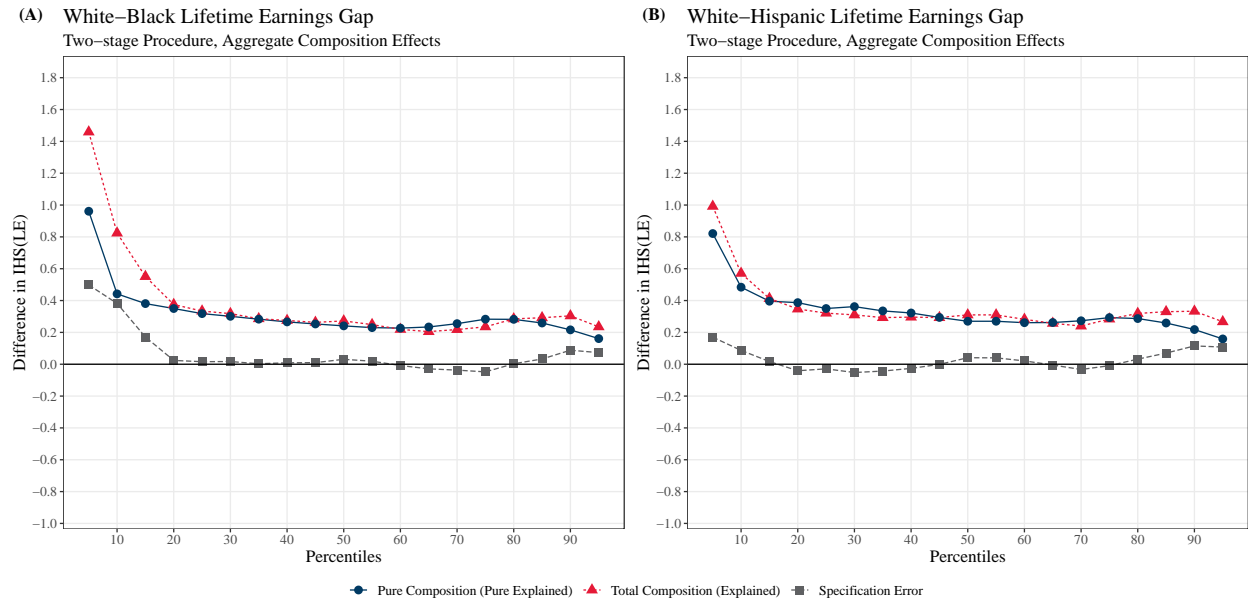 (A) White−Black Lifetime Earnings Gap
Two−stage Procedure, Aggregate Composition Effects
1.8
1.6
1.4
1.2
1.0
0.8
0.6
0.4
0.2
0.0
−0.2
−0.4
−0.6
−0.8
−1.0
Difference in IHS(LE)
10 20 30 40 50 60 70 80 90
Percentiles
(B) White−Hispanic Lifetime Earnings Gap
Two−stage Procedure, Aggregate Composition Effects
1.8
1.6
1.4
1.2
1.0
0.8
0.6
0.4
0.2
0.0
−0.2
−0.4
−0.6
−0.8
−1.0
Difference in IHS(LE)
10 20 30 40 50 60 70 80 90
Percentiles
Pure Composition (Pure Explained) Total Composition (Explained) Specification Error